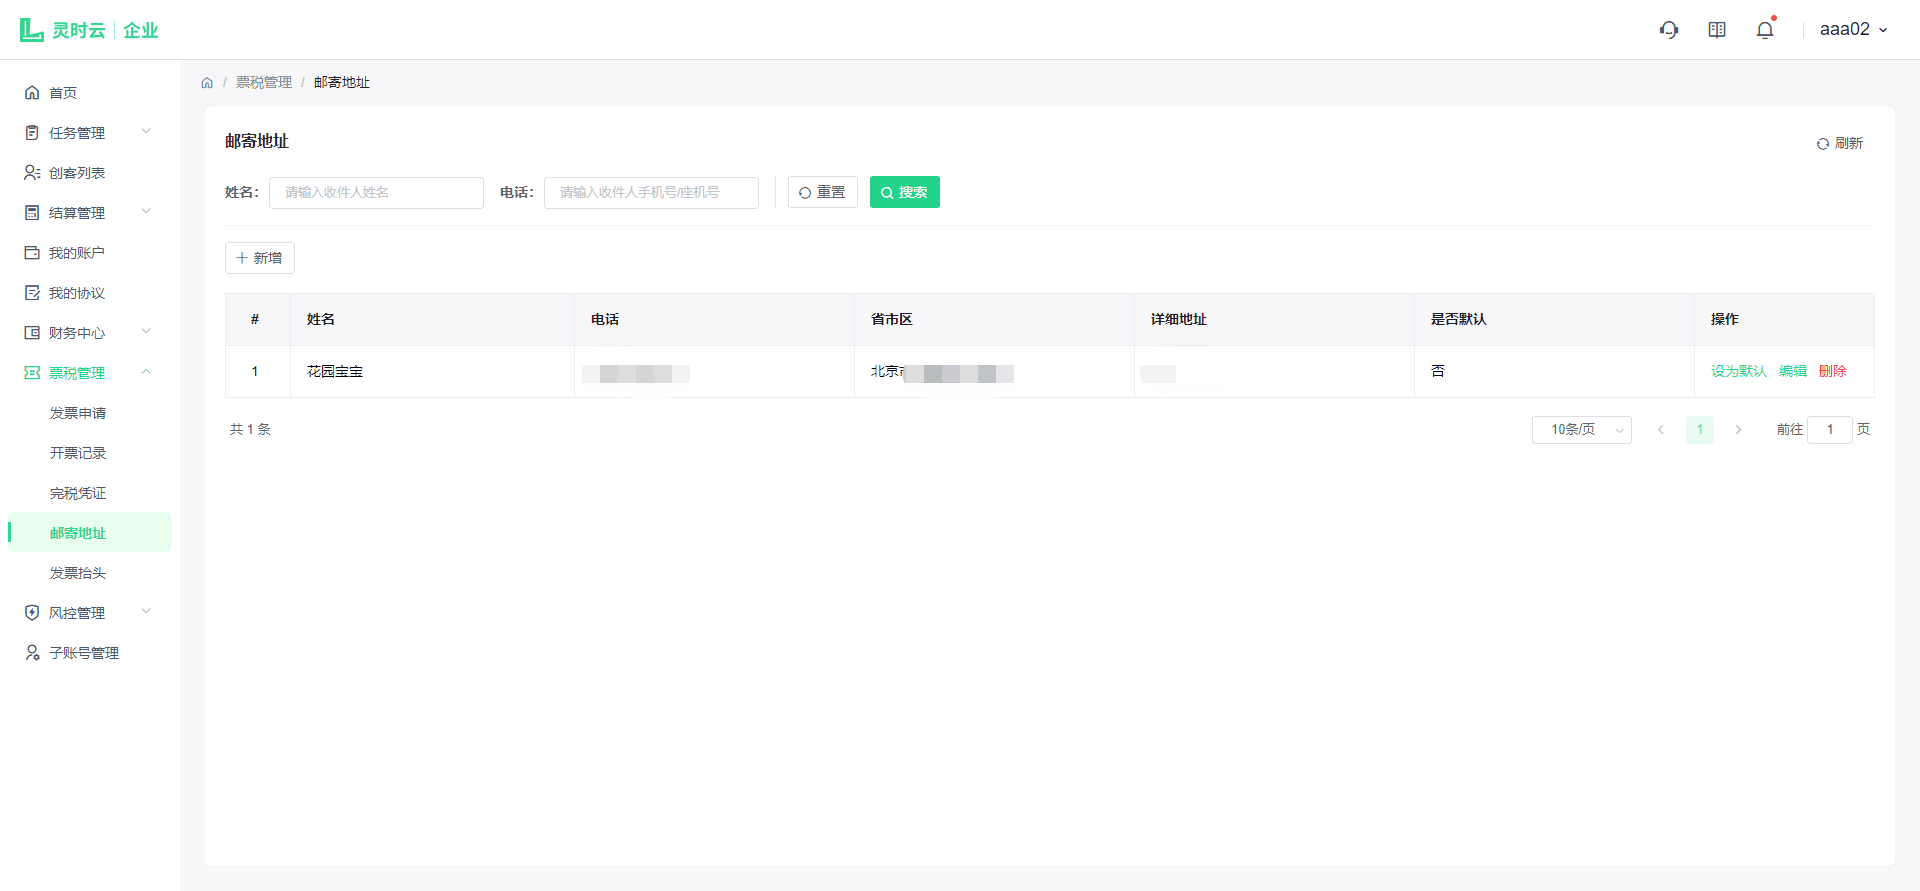 灵时云 企业
aaa02
首页
任务管理
创客列表
结算管理
我的账户
我的协议
财务中心
票税管理
发票申请
开票记录
完税凭证
邮寄地址
发票抬头
风控管理
子账号管理
/ 票税管理 / 邮寄地址
邮寄地址
刷新
姓名： 请输入收件人姓名 电话： 请输入收件人手机号/座机号 重置 搜索
新增
# 姓名 电话 省市区 详细地址 是否默认 操作
1 花园宝宝 北京 否 设为默认 编辑 删除
共 1 条 10条/页 1 前往 1 页